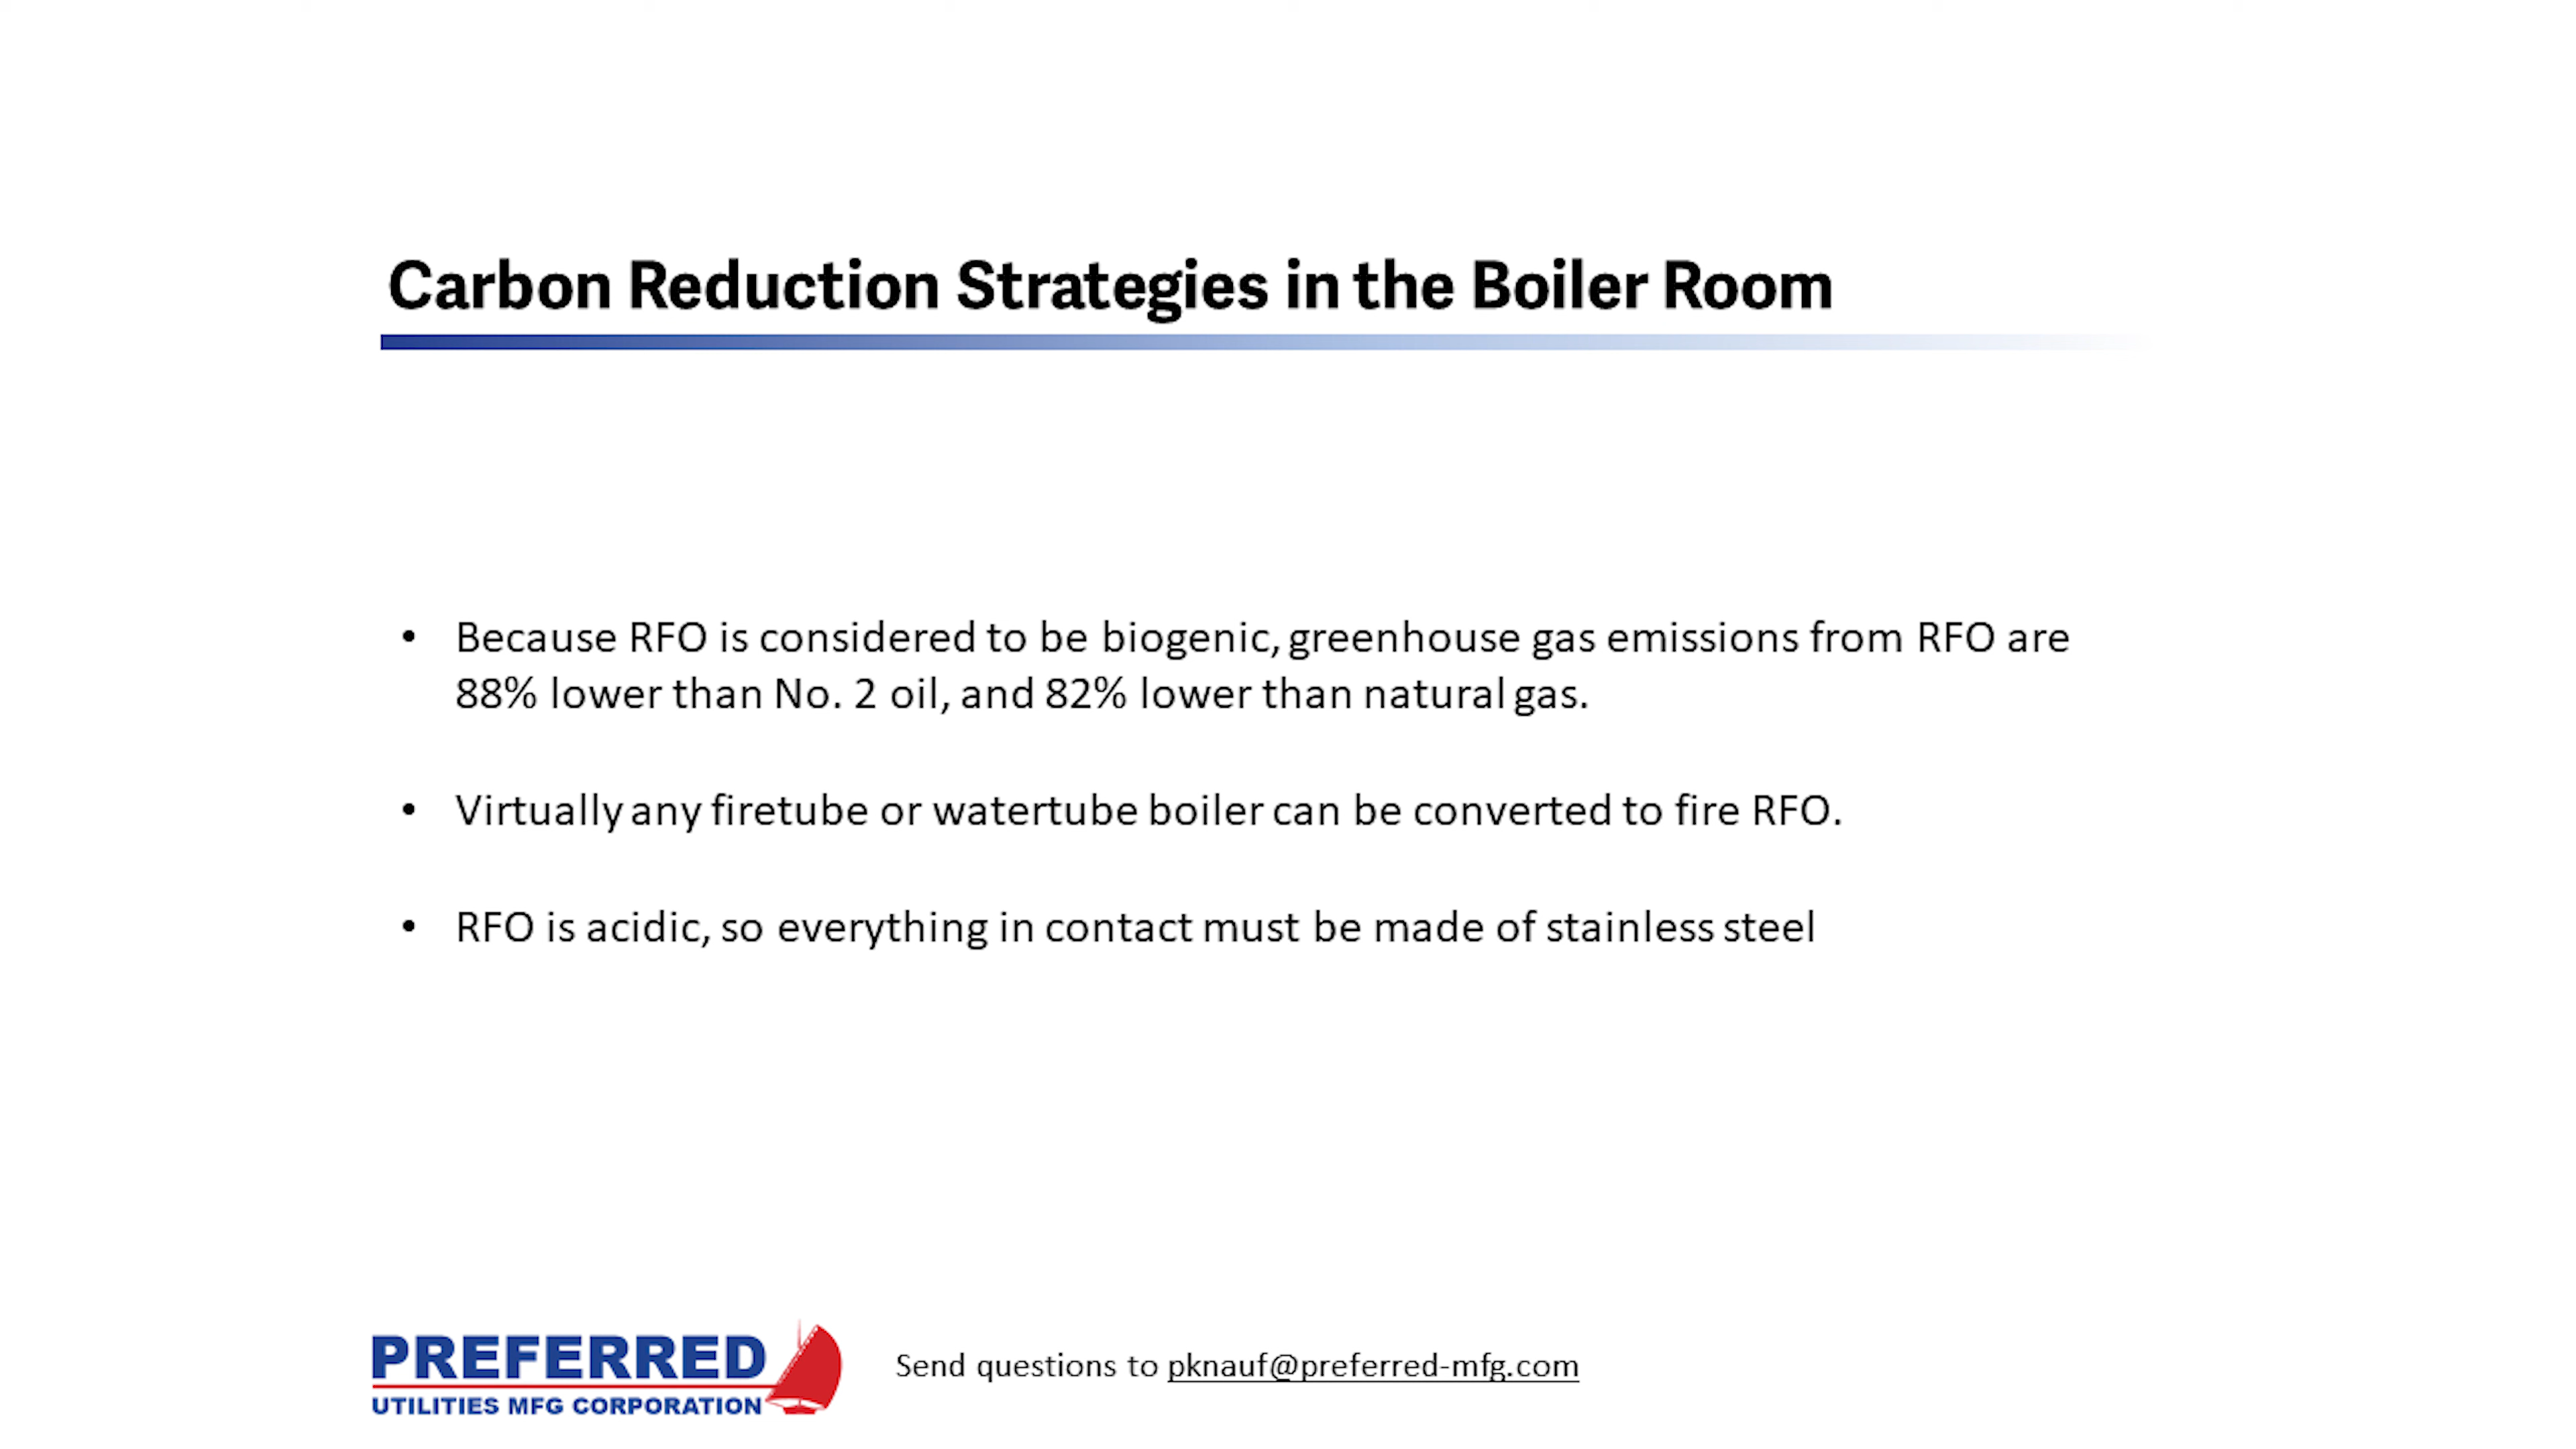 Carbon Reduction Strategies in the Boiler Room
• Because RFO is considered to be biogenic, greenhouse gas emissions from RFO are
88% lower than No. 2 oil, and 82% lower than natural gas.
• Virtually any firetube or watertube boiler can be converted to fire RFO.
• RFO is acidic, so everything in contact must be made of stainless steel
PREFERRED
UTILITIES MFG CORPORATION
Send questions to pknauf@preferred-mfg.com